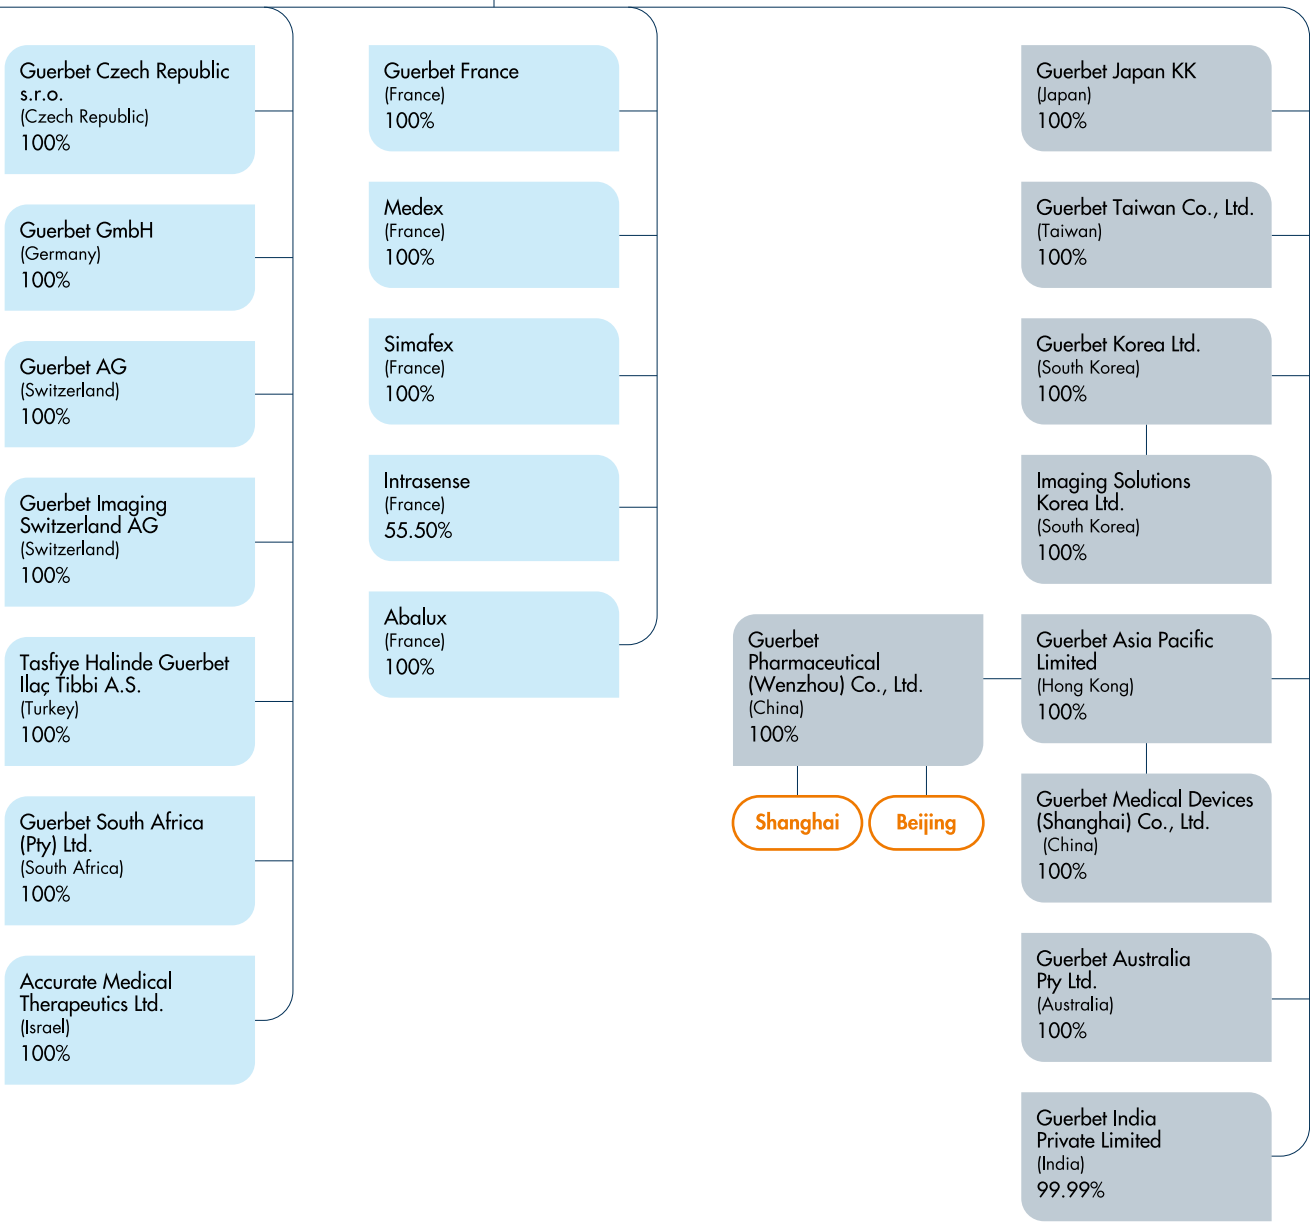 Guerbet Czech Republic
s.r.o.
(Czech Republic)
100%
Guerbet GmbH
(Germany)
100%
Guerbet AG
(Switzerland)
100%
Guerbet Imaging
Switzerland AG
(Switzerland)
100%
Tasfiye Halinde Guerbet
Ilaç Tibbi A.S.
(Turkey)
100%
Guerbet South Africa
(Pty) Ltd.
(South Africa)
100%
Accurate Medical
Therapeutics Ltd.
(Israel)
100%
Guerbet France
(France)
100%
Medex
(France)
100%
Simafex
(France)
100%
Intrasense
(France)
55.50%
Abalux
(France)
100%
Guerbet
Pharmaceutical
(Wenzhou) Co., Ltd.
(China)
100%
Shanghai
Beijing
Guerbet Japan KK
(Japan)
100%
Guerbet Taiwan Co., Ltd.
(Taiwan)
100%
Guerbet Korea Ltd.
(South Korea)
100%
Imaging Solutions
Korea Ltd.
(South Korea)
100%
Guerbet Asia Pacific
Limited
(Hong Kong)
100%
Guerbet Medical Devices
(Shanghai) Co., Ltd.
(China)
100%
Guerbet Australia
Pty Ltd.
(Australia)
100%
Guerbet India
Private Limited
(India)
99.99%